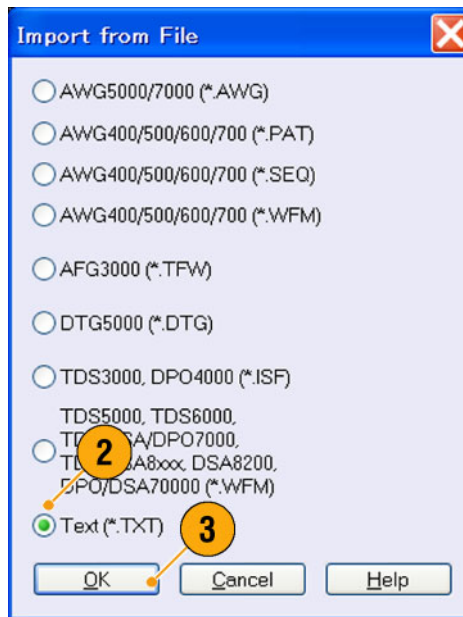 Import from File
AWG5000/7000 (*.AWG)
AWG400/500/600/700 (*.PAT)
AWG400/500/600/700 (*.SEQ)
AWG400/500/600/700 (*.WFM)
AFG3000 (*.TFW)
DTG5000 (*.DTG)
TDS3000, DPO4000 (*.ISF)
TDS5000, TDS6000,
/DPO7000,
DSA8200,
DPO/DSA70000 (*.WFM)
2
Text (*.TXT)
3
OK Cancel Help